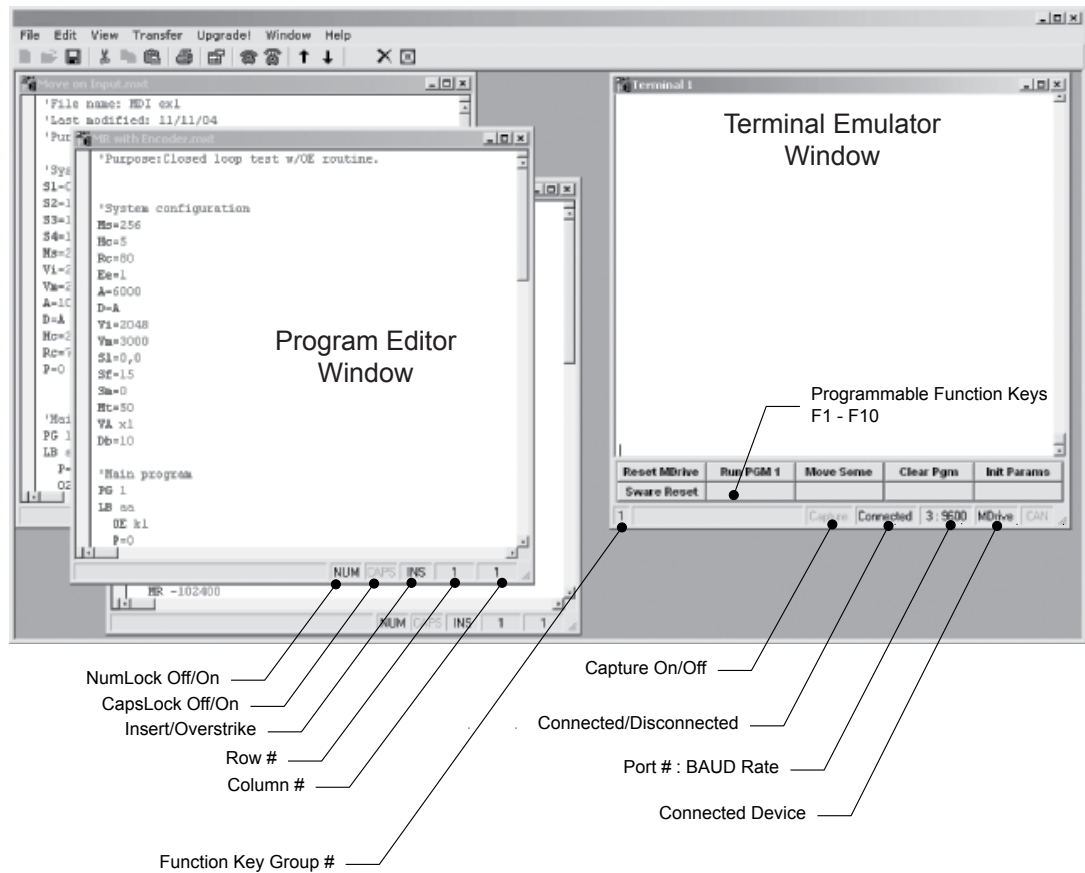 File Edit View Transfer Upgrade! Window Help
Move on Input.mxt
'File name: MDI ex1
'Last modified: 11/11/04
'Pur
'Sys
S1=0
S2=1
S3=1
S4=1
Ms=2
Vi=2
Vm=2
A=10
D=A
Hc=2
Rc=7
P=0
'Mai
PG 1
LB
P=
O2
MR with Encoder.mxt
'Purpose:Closed loop test w/OE routine.
'System configuration
Ms=256
Hc=5
Rc=80
Ee=1
A=6000
D=A
Vi=2048
Vm=3000
S1=0,0
Sf=15
Sm=0
Mt=50
VA x1
Db=10
'Main program
PG 1
LB aa
OE k1
P=0
Program Editor
Window
NUM CAPS INS 1 1
MR -102400
NUM CAPS INS 1 1
Terminal 1
Terminal Emulator
Window
Programmable Function Keys
F1 - F10
Reset MDrive Run PGM 1 Move Some Clear Pgm Init Params
Sware Reset
1 Capture Connected 3 : 9600 MDrive CAN
NumLock Off/On
CapsLock Off/On
Insert/Overstrike
Row #
Column #
Function Key Group #
Capture On/Off
Connected/Disconnected
Port # : BAUD Rate
Connected Device